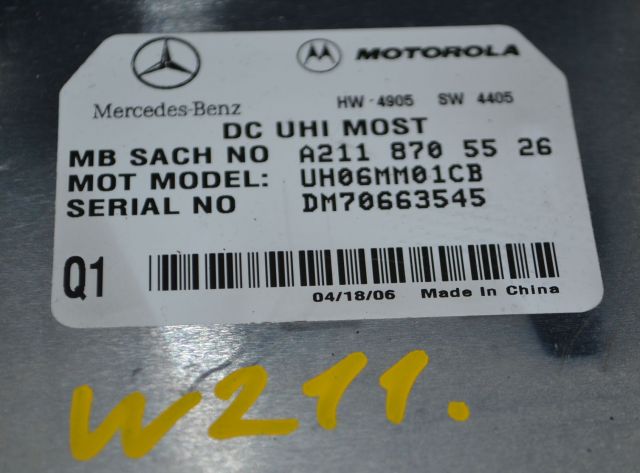 MOTOROLA
Mercedes-Benz
HW - 4905 SW 4405
DC UHI MOST
MB SACH NO A211 870 55 26
MOT MODEL: UH06MM01CB
SERIAL NO DM70663545
Q1
04/18/06 Made In China
W211.